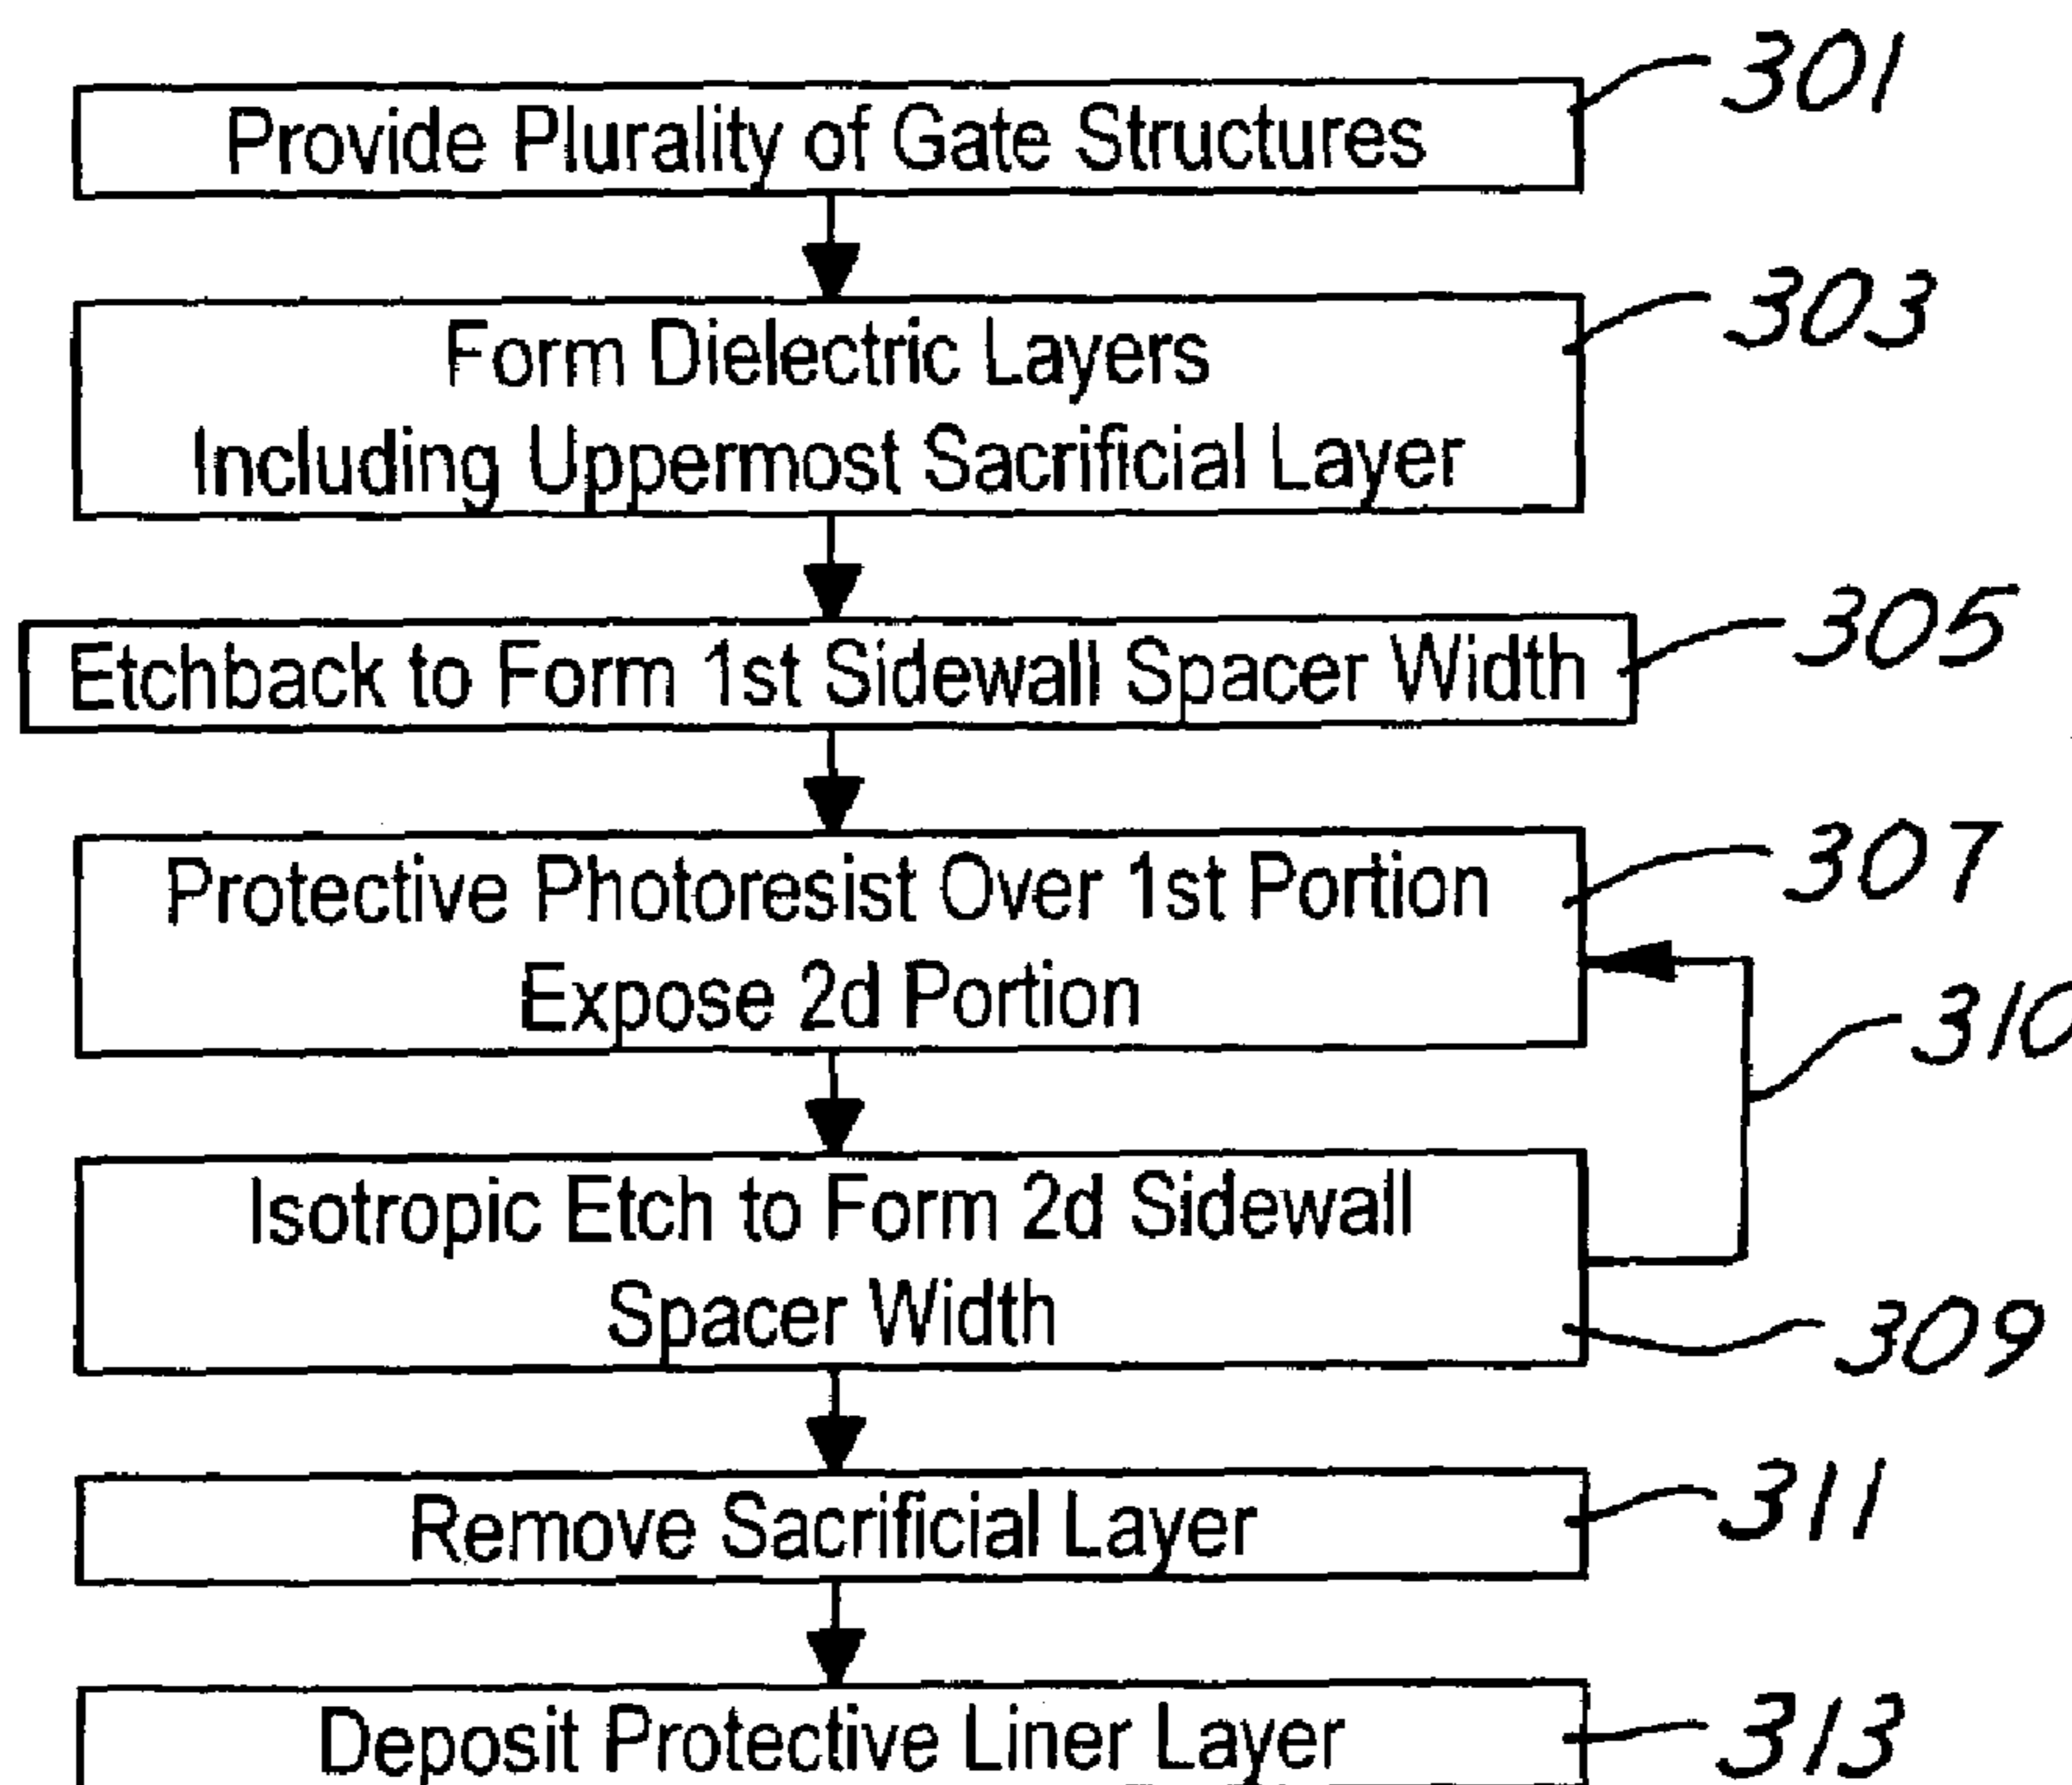 Provide Plurality of Gate Structures
301
Form Dielectric Layers
Including Uppermost Sacrificial Layer
303
Etchback to Form 1st Sidewall Spacer Width
305
Protective Photoresist Over 1st Portion
Expose 2d Portion
307
310
Isotropic Etch to Form 2d Sidewall
Spacer Width
309
Remove Sacrificial Layer
311
Deposit Protective Liner Layer
313